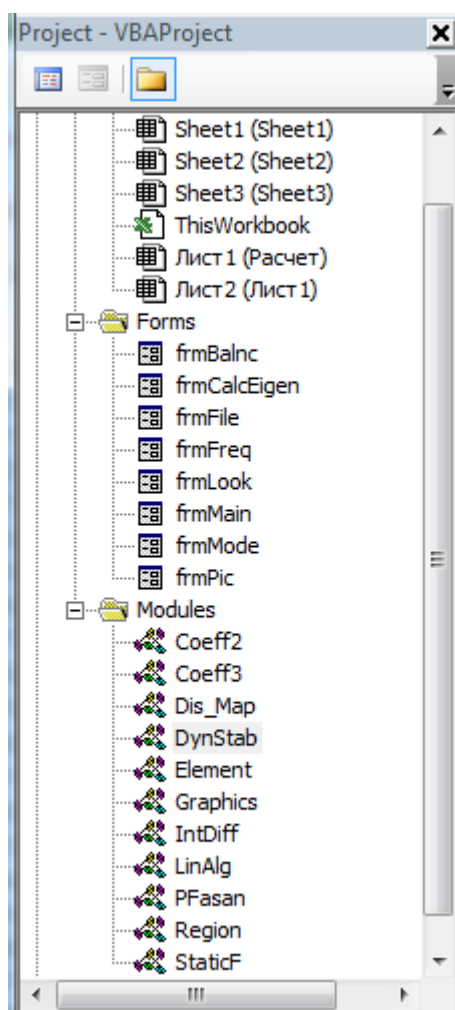 Project - VBAProject
Sheet1 (Sheet1)
Sheet2 (Sheet2)
Sheet3 (Sheet3)
ThisWorkbook
Лист1 (Расчет)
Лист2 (Лист1)
Forms
frmBalnc
frmCalcEigen
frmFile
frmFreq
frmLook
frmMain
frmMode
frmPic
Modules
Coeff2
Coeff3
Dis_Map
DynStab
Element
Graphics
IntDiff
LinAlg
PFasan
Region
StaticF